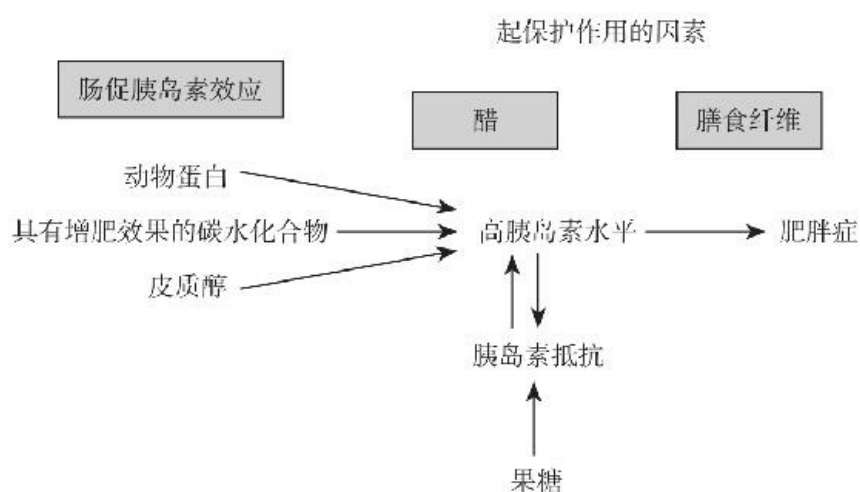 起保护作用的因素
肠促胰岛素效应
醋
膳食纤维
动物蛋白
具有增肥效果的碳水化合物
高胰岛素水平
肥胖症
皮质醇
胰岛素抵抗
果糖